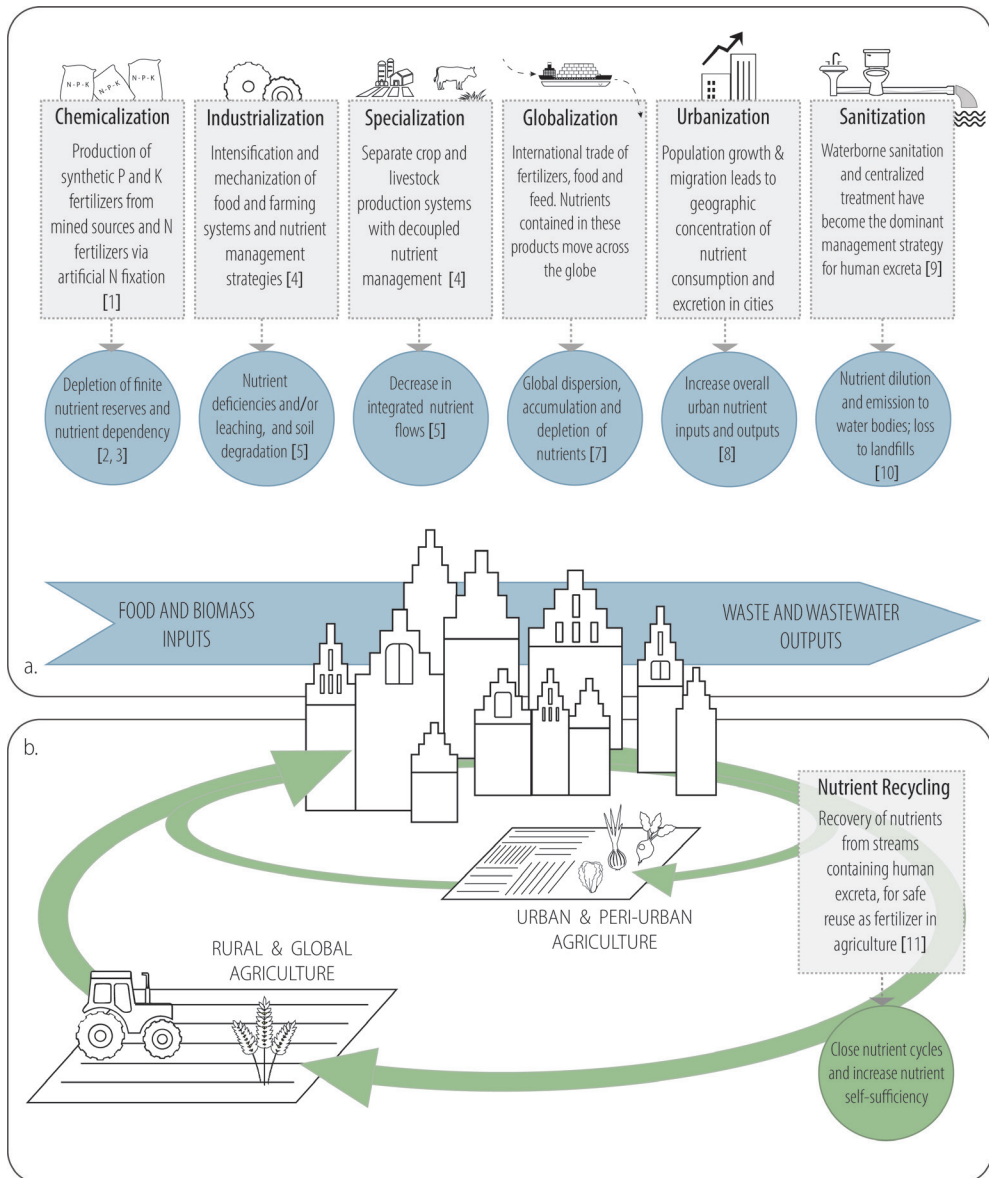 N-P-K
N-P-K
N-P-K
Chemicalization
Production of
synthetic P and K
fertilizers from
mined sources and N
fertilizers via
artificial N fixation
[1]
Depletion of finite
nutrient reserves and
nutrient dependency
[2, 3]
Industrialization
Intensification and
mechanization of
food and farming
systems and nutrient
management
strategies [4]
Nutrient
deficiencies and/or
leaching, and soil
degradation [5]
Specialization
Separate crop and
livestock
production systems
with decoupled
nutrient
management [4]
Decrease in
integrated nutrient
flows [5]
Globalization
International trade of
fertilizers, food and
feed. Nutrients
contained in these
products move across
the globe
Global dispersion,
accumulation and
depletion of
nutrients [7]
Urbanization
Population growth &
migration leads to
geographic
concentration of
nutrient
consumption and
excretion in cities
Increase overall
urban nutrient
inputs and outputs
[8]
Sanitization
Waterborne sanitation
and centralized
treatment have
become the dominant
management strategy
for human excreta [9]
Nutrient dilution
and emission to
water bodies; loss
to landfills
[10]
FOOD AND BIOMASS
INPUTS
WASTE AND WASTEWATER
OUTPUTS
a.
b.
Nutrient Recycling
Recovery of nutrients
from streams
containing human
excreta, for safe
reuse as fertilizer in
agriculture [11]
URBAN & PERI-URBAN
AGRICULTURE
RURAL & GLOBAL
AGRICULTURE
Close nutrient cycles
and increase nutrient
self-sufficiency